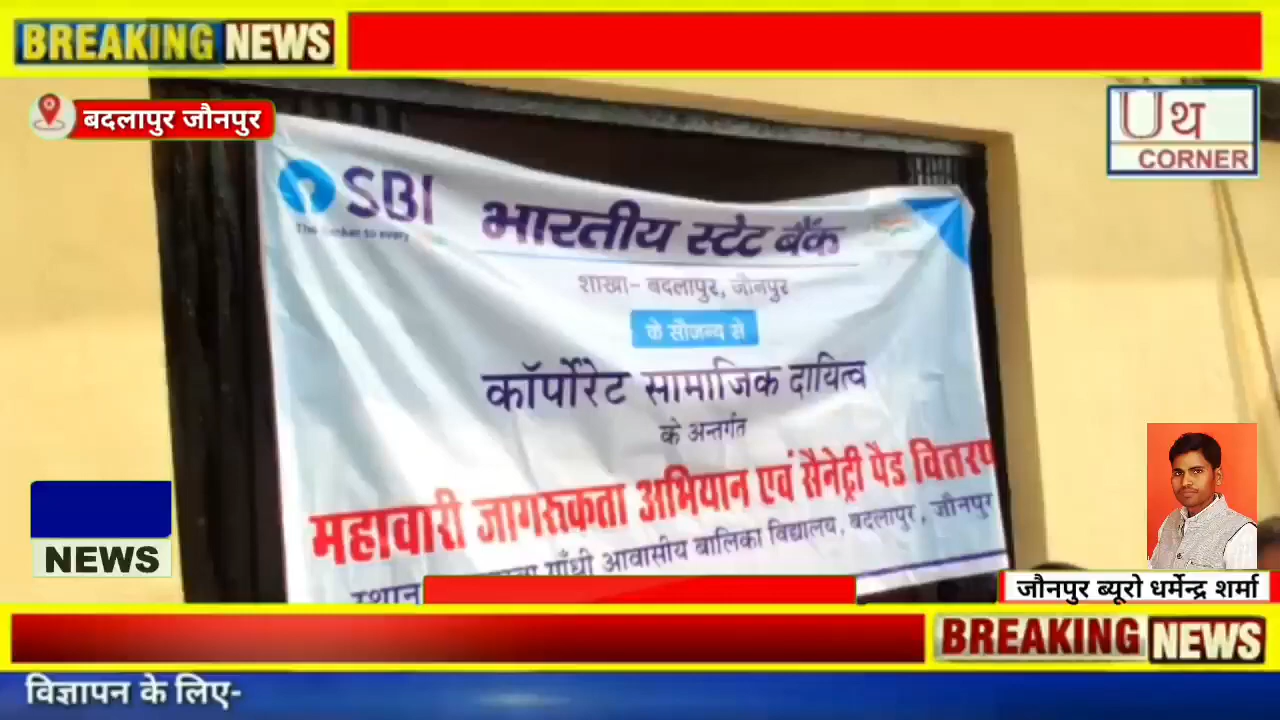 BREAKING NEWS
बदलापुर जौनपुर
Uथ
CORNER
SBI
भारतीय स्टेट बैंक
शाखा- बदलापुर, जौनपुर
के सौजन्य से
कॉर्पोरेट सामाजिक दायित्व
के अन्तर्गत
महावारी जागरुकता अभियान एवं सैनेट्री पैड वितरण
गाँधी आवासीय बालिका विद्यालय, बदलापुर, जौनपुर
NEWS
जौनपुर ब्यूरो धर्मेन्द्र शर्मा
BREAKING NEWS
विज्ञापन के लिए-